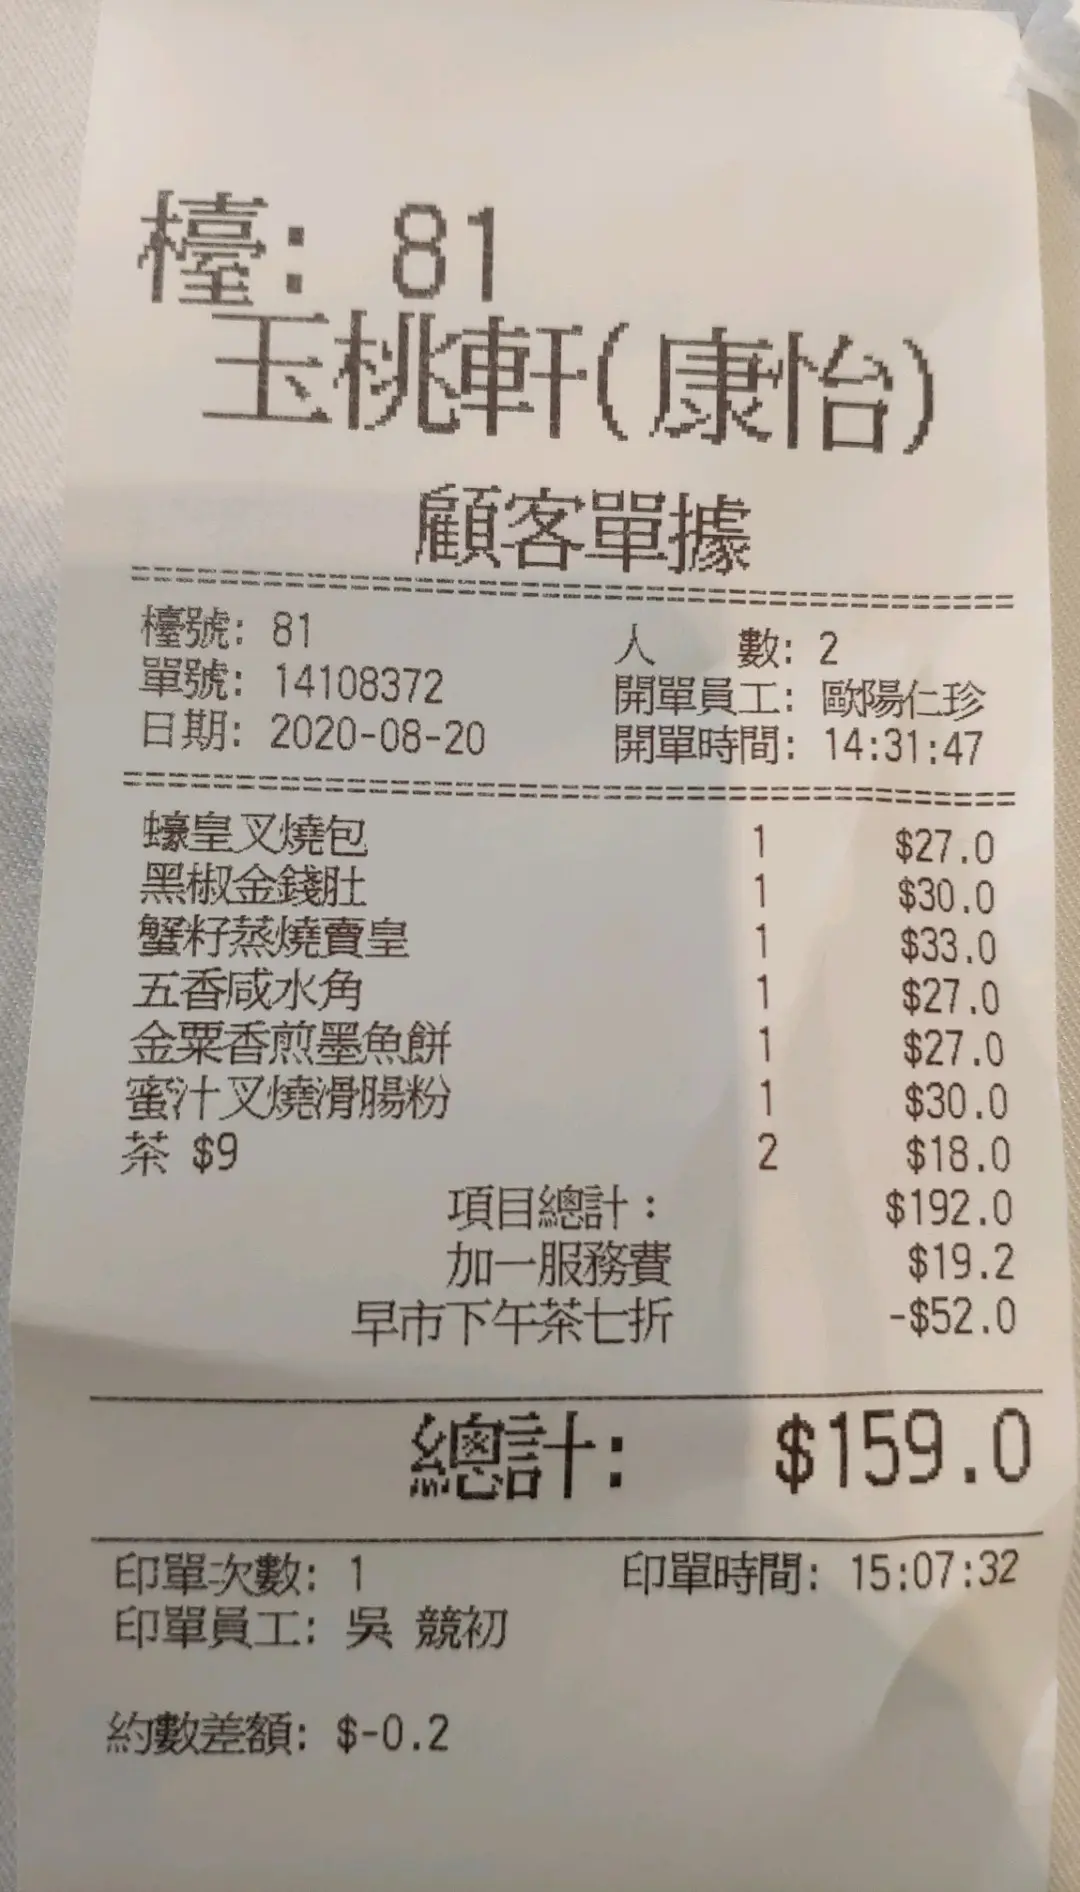 檯: 81
玉桃軒(康怡)
顧客單據
檯號: 81 人 數: 2
單號: 14108372 開單員工: 歐陽仁珍
日期: 2020-08-20 開單時間: 14:31:47
蠔皇叉燒包 1 $27.0
黑椒金錢肚 1 $30.0
蟹籽蒸燒賣皇 1 $33.0
五香咸水角 1 $27.0
金粟香煎墨魚餅 1 $27.0
蜜汁叉燒滑腸粉 1 $30.0
茶 $9 2 $18.0
項目總計: $192.0
加一服務費 $19.2
早市下午茶七折 -$52.0
總計: $159.0
印單次數: 1 印單時間: 15:07:32
印單員工: 吳 競初
約數差額: $-0.2